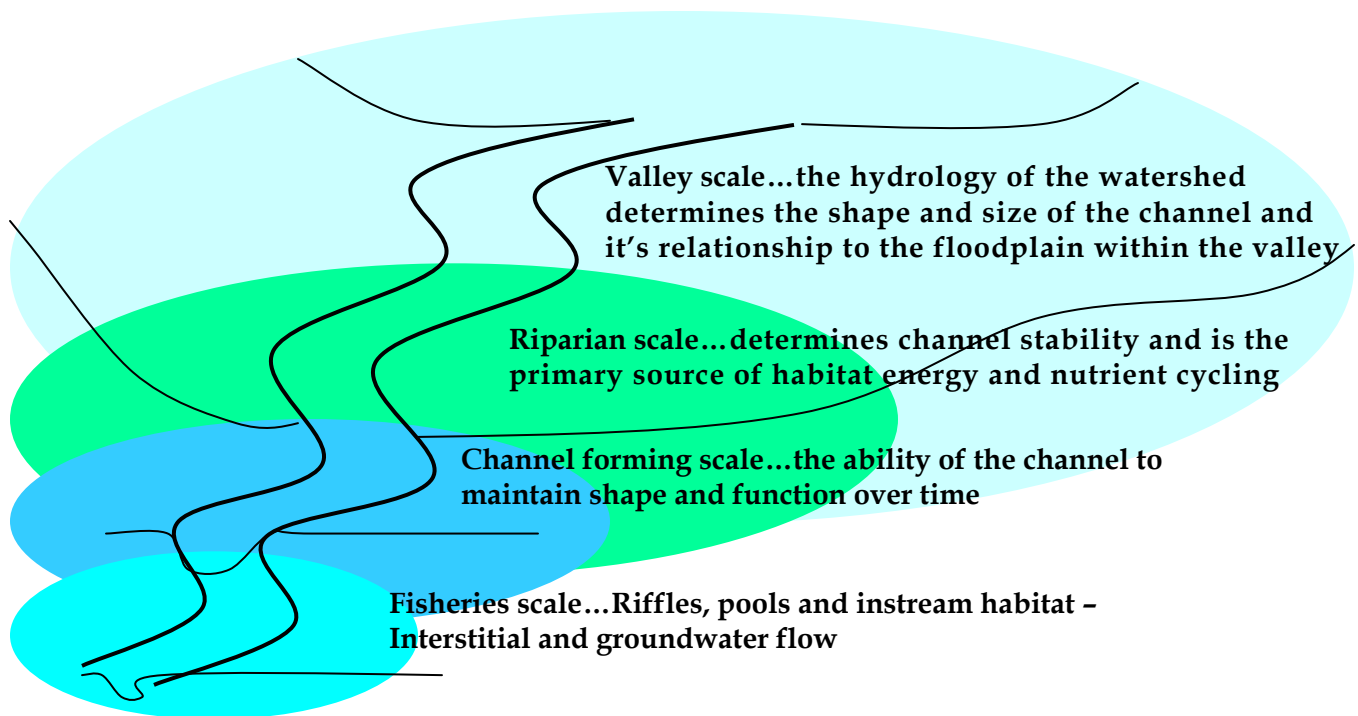 Valley scale…the hydrology of the watershed
determines the shape and size of the channel and
it’s relationship to the floodplain within the valley
Riparian scale…determines channel stability and is the
primary source of habitat energy and nutrient cycling
Channel forming scale…the ability of the channel to
maintain shape and function over time
Fisheries scale…Riffles, pools and instream habitat –
Interstitial and groundwater flow